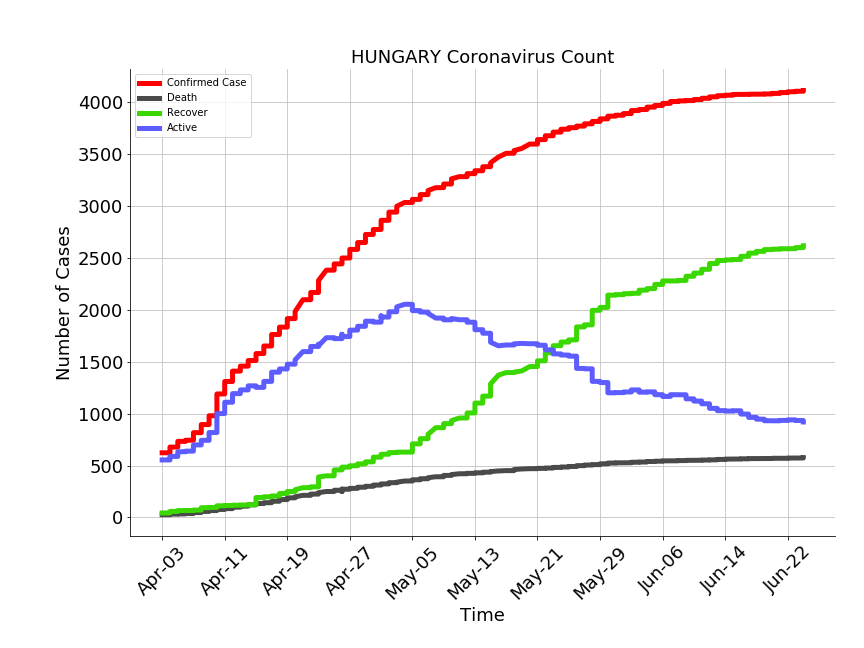 HUNGARY Coronavirus Count
Confirmed Case
Death
Recover
Active
4000
3500
3000
2500
2000
1500
1000
500
0
Number of Cases
Apr-03
Apr-11
Apr-19
Apr-27
May-05
May-13
May-21
May-29
Jun-06
Jun-14
Jun-22
Time